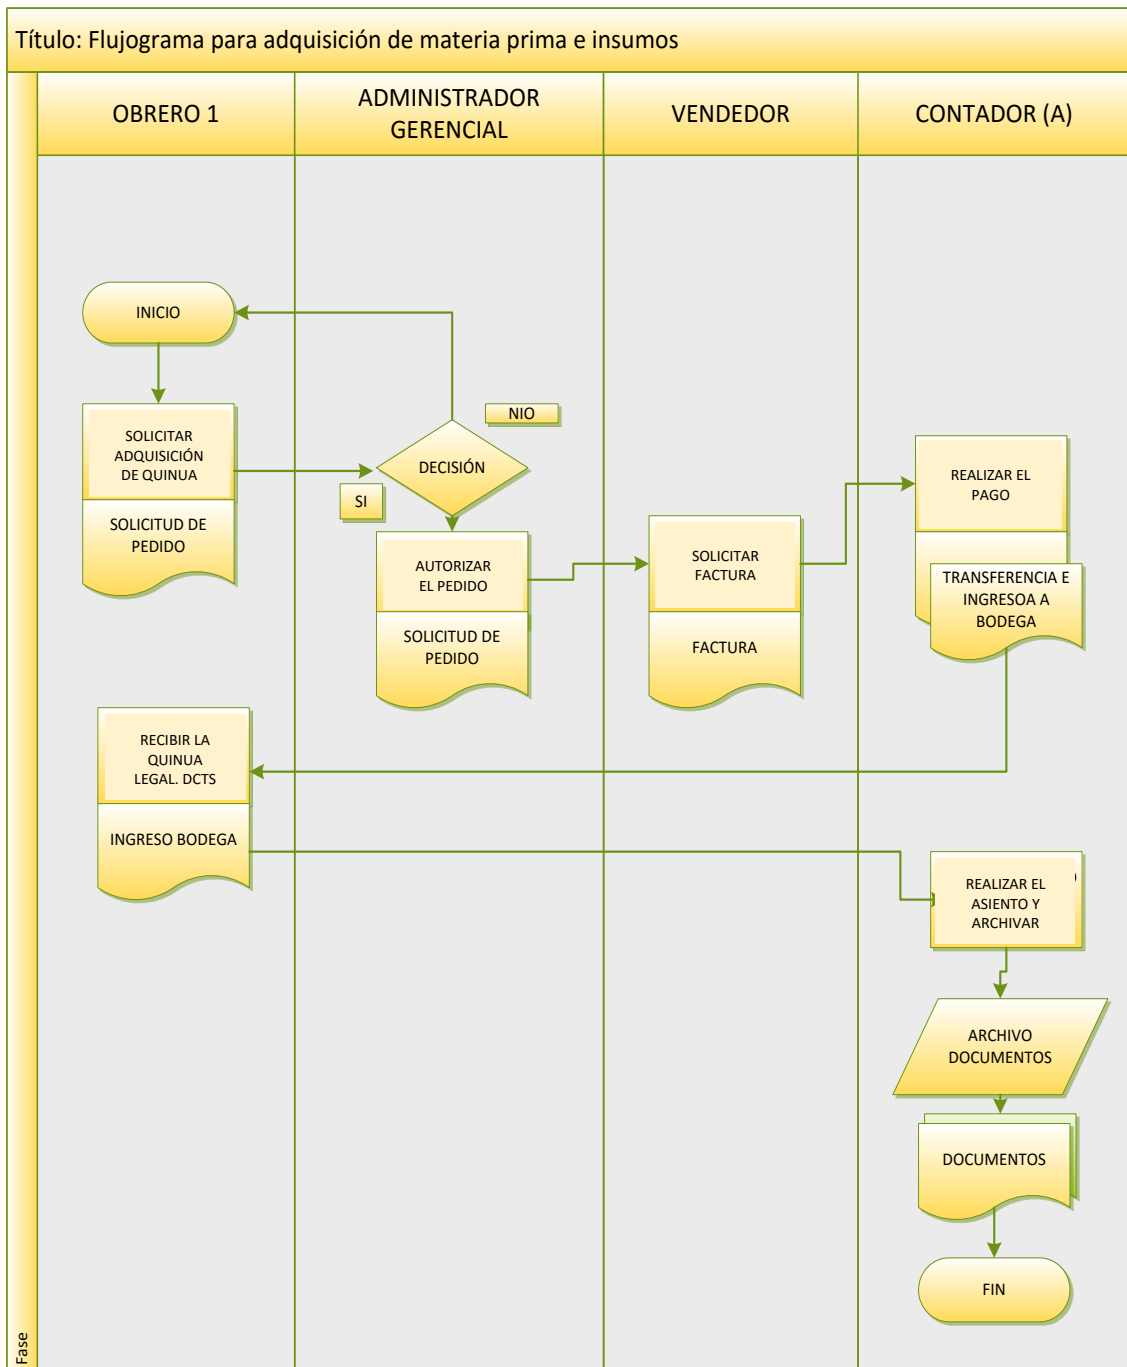 Título: Flujograma para adquisición de materia prima e insumos
OBRERO 1
ADMINISTRADOR
GERENCIAL
VENDEDOR
CONTADOR (A)
INICIO
SOLICITAR
ADQUISICIÓN
DE QUINUA
SOLICITUD DE
PEDIDO
NIO
DECISIÓN
SI
AUTORIZAR
EL PEDIDO
SOLICITUD DE
PEDIDO
SOLICITAR
FACTURA
FACTURA
REALIZAR EL
PAGO
TRANSFERENCIA E
INGRESOA A
BODEGA
RECIBIR LA
QUINUA
LEGAL. DCTS
INGRESO BODEGA
REALIZAR EL
ASIENTO Y
ARCHIVAR
ARCHIVO
DOCUMENTOS
DOCUMENTOS
FIN
Fase